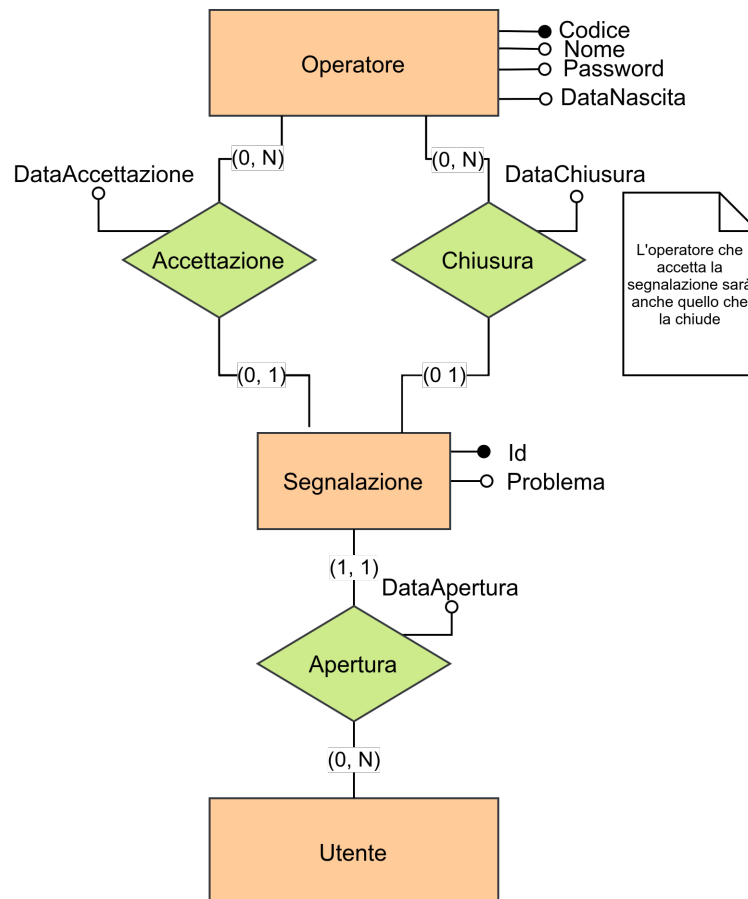 Operatore
Codice
Nome
Password
DataNascita
(0, N)
(0, N)
DataAccettazione
DataChiusura
Accettazione
Chiusura
L'operatore che
accetta la
segnalazione sarà
anche quello che
la chiude
(0, 1)
(0 1)
Segnalazione
Id
Problema
(1, 1)
DataApertura
Apertura
(0, N)
Utente